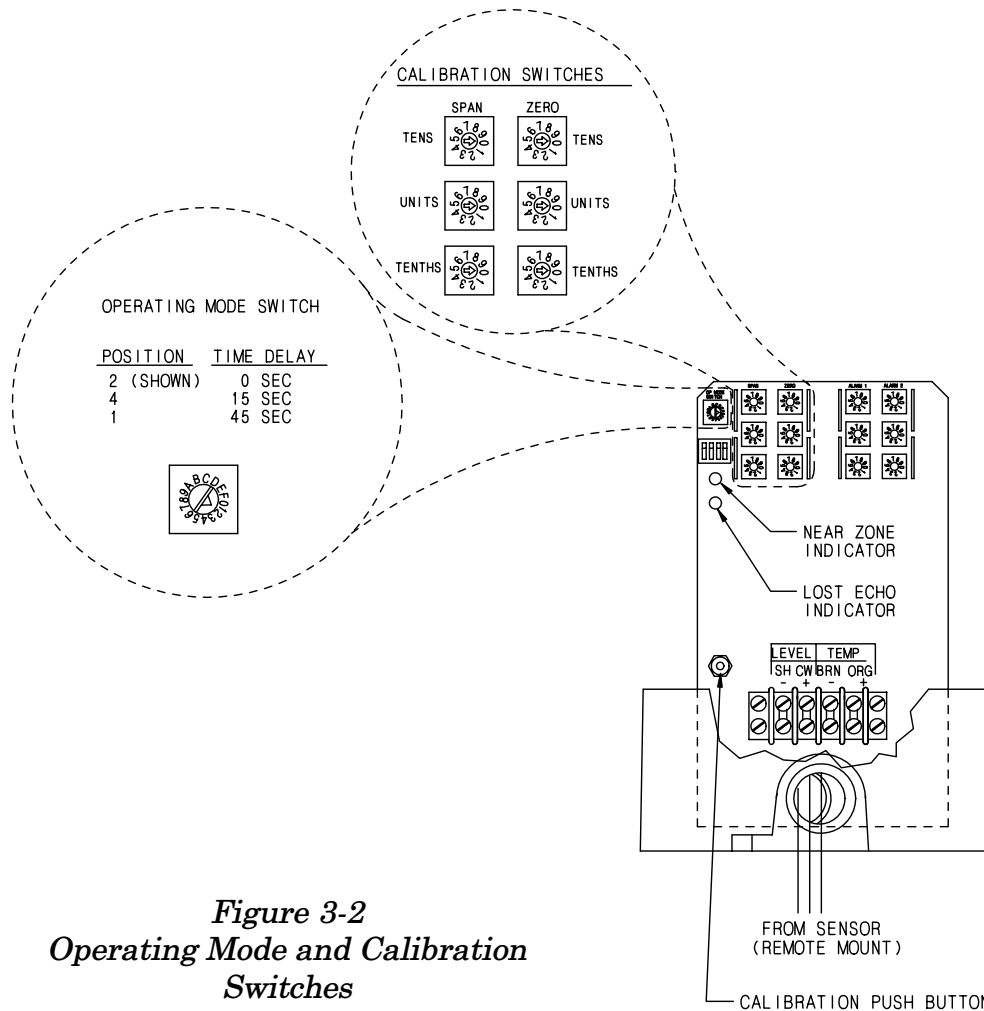 CALIBRATION SWITCHES
SPAN ZERO
TENS TENS
UNITS UNITS
TENTHS TENTHS
OPERATING MODE SWITCH
POSITION TIME DELAY
2 (SHOWN) 0 SEC
4 15 SEC
1 45 SEC
789ABCDEF0123456
OP MODE
SPAN ZERO ALARM 1 ALARM 2
NEAR ZONE
INDICATOR
LOST ECHO
INDICATOR
LEVEL TEMP
SH CW BRN ORG
- + - +
FROM SENSOR
(REMOTE MOUNT)
CALIBRATION PUSH BUTTON
Figure 3-2
Operating Mode and Calibration
Switches